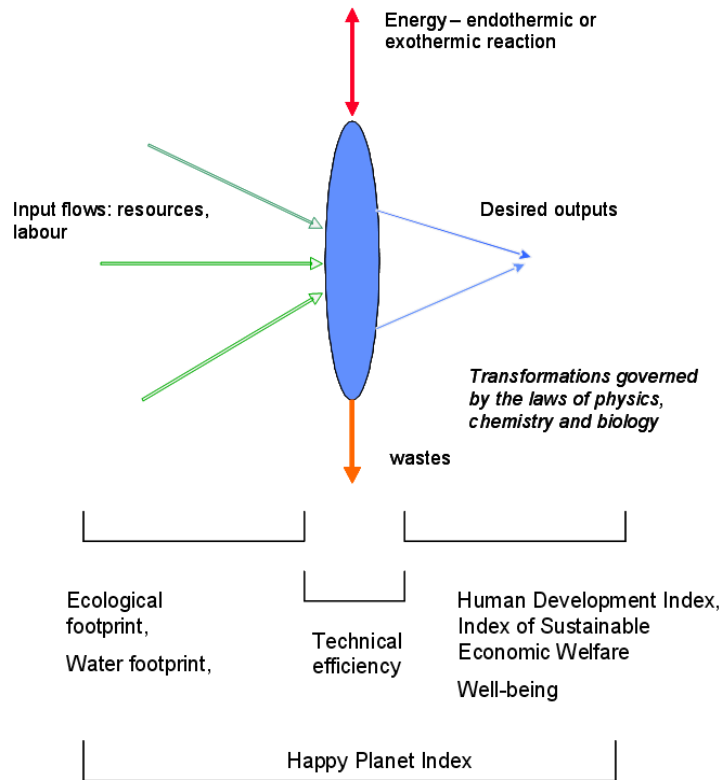 Energy – endothermic or
exothermic reaction
Input flows: resources,
labour
Desired outputs
Transformations governed
by the laws of physics,
chemistry and biology
wastes
Ecological
footprint,
Water footprint,
Technical
efficiency
Human Development Index,
Index of Sustainable
Economic Welfare
Well-being
Happy Planet Index